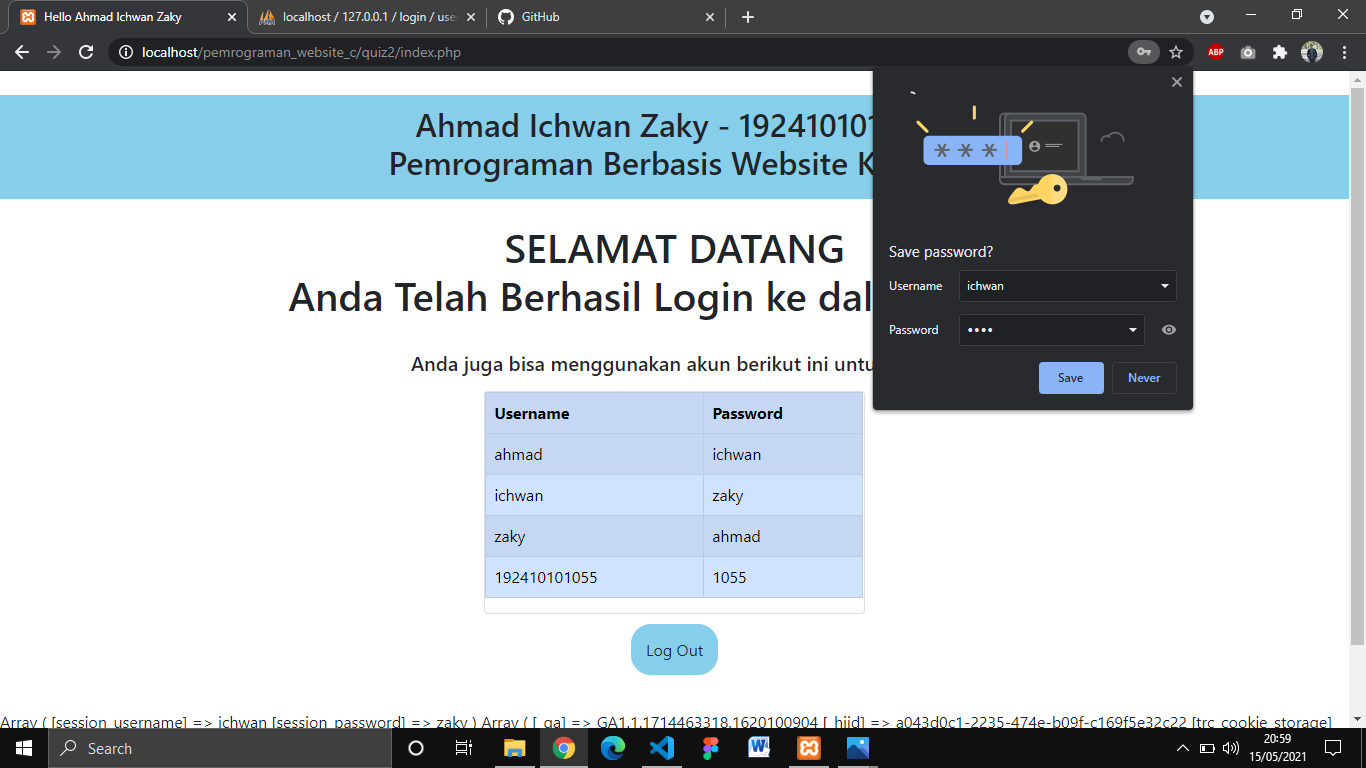 Hello Ahmad Ichwan Zaky
localhost / 127.0.0.1 / login / use
GitHub
localhost/pemrograman_website_c/quiz2/index.php
ABP
Ahmad Ichwan Zaky - 192410101
Pemrograman Berbasis Website K
SELAMAT DATANG
Anda Telah Berhasil Login ke dal
Anda juga bisa menggunakan akun berikut ini untu
Username Password
ahmad ichwan
ichwan zaky
zaky ahmad
192410101055 1055
Log Out
Save password?
Username ichwan
Password ••••
Save Never
Array ( [session_username] => ichwan [session_password] => zaky ) Array ( [_ga] => GA1.1.1714463318.1620100904 [_hjid] => a043d0c1-2235-474e-b09f-c169f5e32c22 [trc_cookie_storage]
Search
20:59
15/05/2021